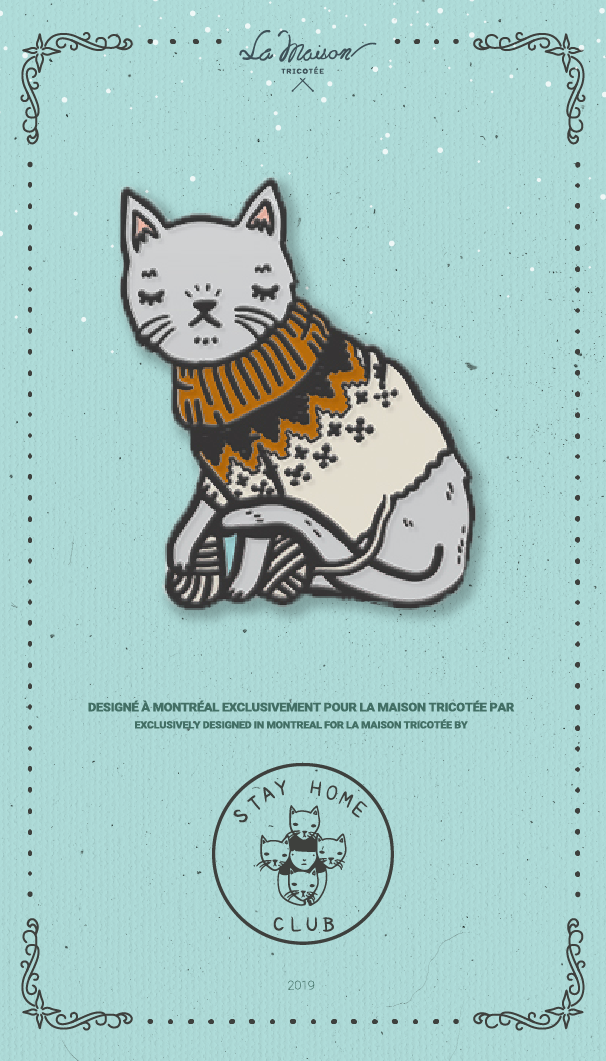 La Maison
TRICOTÉE
DESIGNÉ À MONTRÉAL EXCLUSIVEMENT POUR LA MAISON TRICOTÉE PAR
EXCLUSIVELY DESIGNED IN MONTREAL FOR LA MAISON TRICOTÉE BY
STAY HOME
CLUB
2019